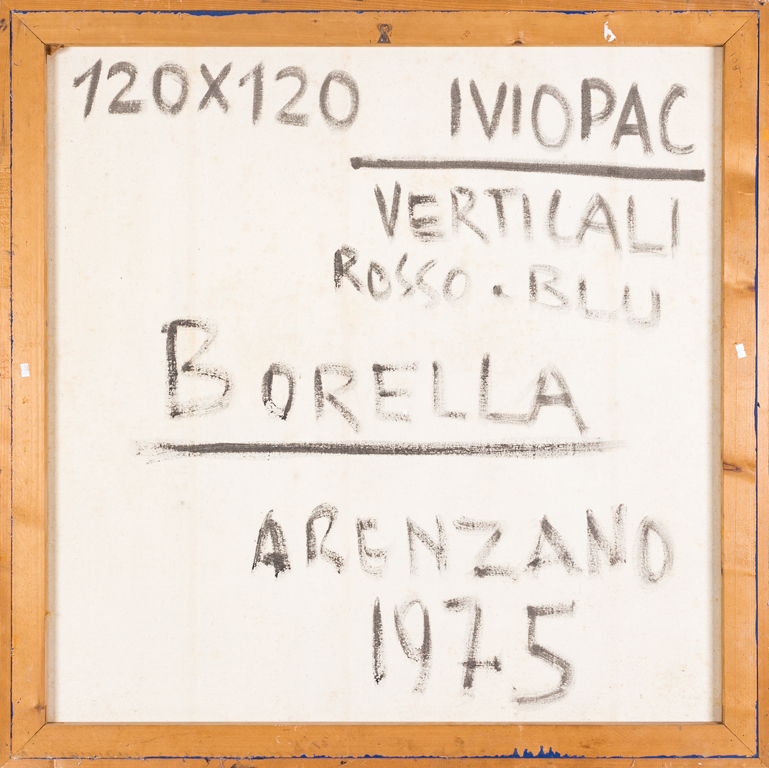 120X120 IVIOPAC
VERTICALI
ROSSO. BLU
BORELLA
ARENZANO
1975